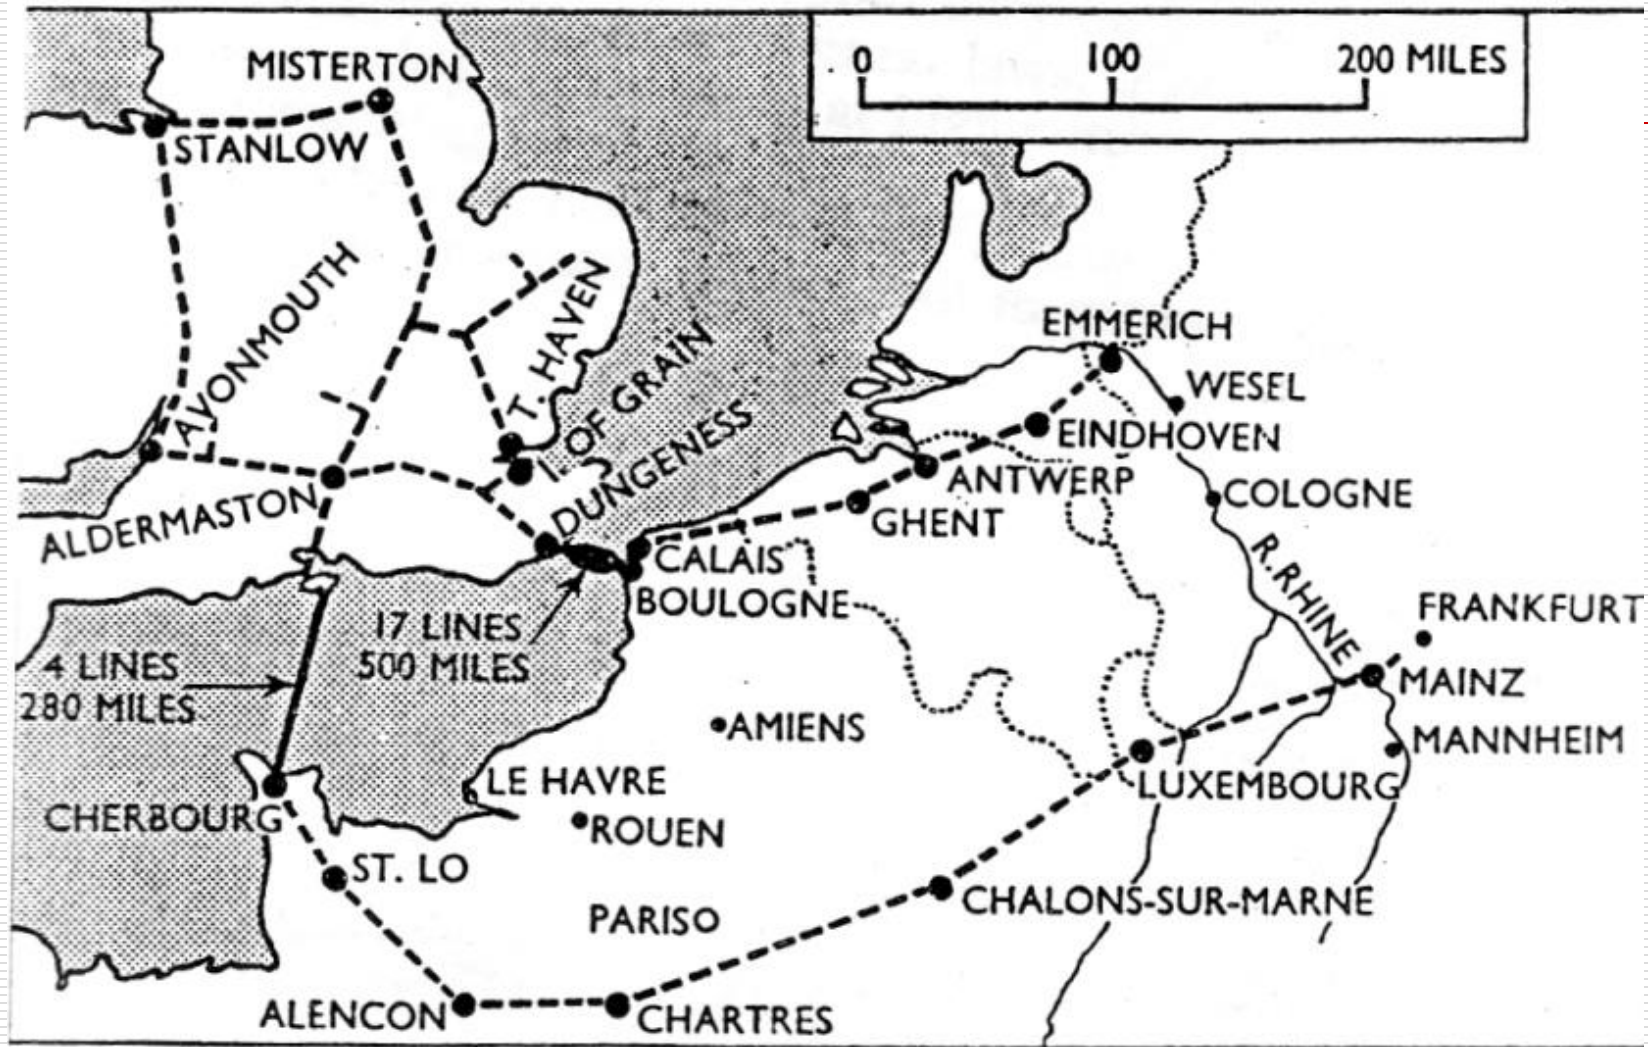 MISTERTON
0 100 200 MILES
STANLOW
AVONMOUTH
T. HAVEN
I. OF GRAIN
DUNGENESS
ALDERMASTON
EMMERICH
WESEL
EINDHOVEN
ANTWERP
COLOGNE
GHENT
CALAIS
BOULOGNE
R. RHINE
FRANKFURT
MAINZ
MANNHEIM
17 LINES
500 MILES
4 LINES
280 MILES
AMIENS
LE HAVRE
ROUEN
LUXEMBOURG
CHERBOURG
ST. LO
PARISO
CHALONS-SUR-MARNE
ALENCON
CHARTRES